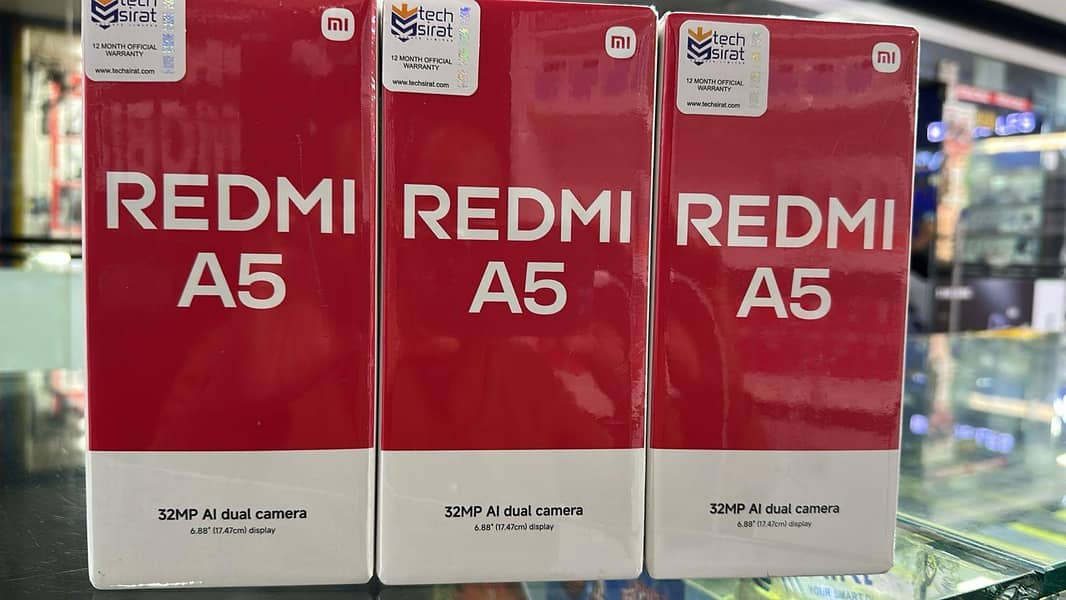 tech
sirat
12 MONTH OFFICIAL
WARRANTY
www.techsirat.com
mi
REDMI
A5
32MP AI dual camera
6.88" (17.47cm) display
tech
sirat
12 MONTH OFFICIAL
WARRANTY
www.techsirat.com
mi
REDMI
A5
32MP AI dual camera
6.88" (17.47cm) display
tech
sirat
12 MONTH OFFICIAL
WARRANTY
www.techsirat.com
mi
REDMI
A5
32MP AI dual camera
6.88" (17.47cm) display